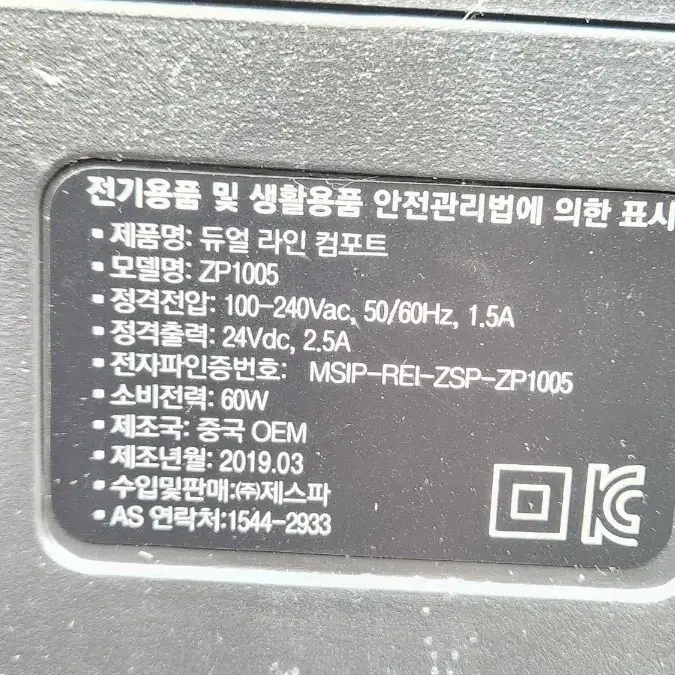 전기용품 및 생활용품 안전관리법에 의한 표시
▪ 제품명: 듀얼 라인 컴포트
▪ 모델명: ZP1005
▪ 정격전압: 100-240Vac, 50/60Hz, 1.5A
▪ 정격출력: 24Vdc, 2.5A
▪ 전자파인증번호: MSIP-REI-ZSP-ZP1005
▪ 소비전력: 60W
▪ 제조국: 중국 OEM
▪ 제조년월: 2019.03
▪ 수입및판매:㈜제스파
▪ AS 연락처:1544-2933